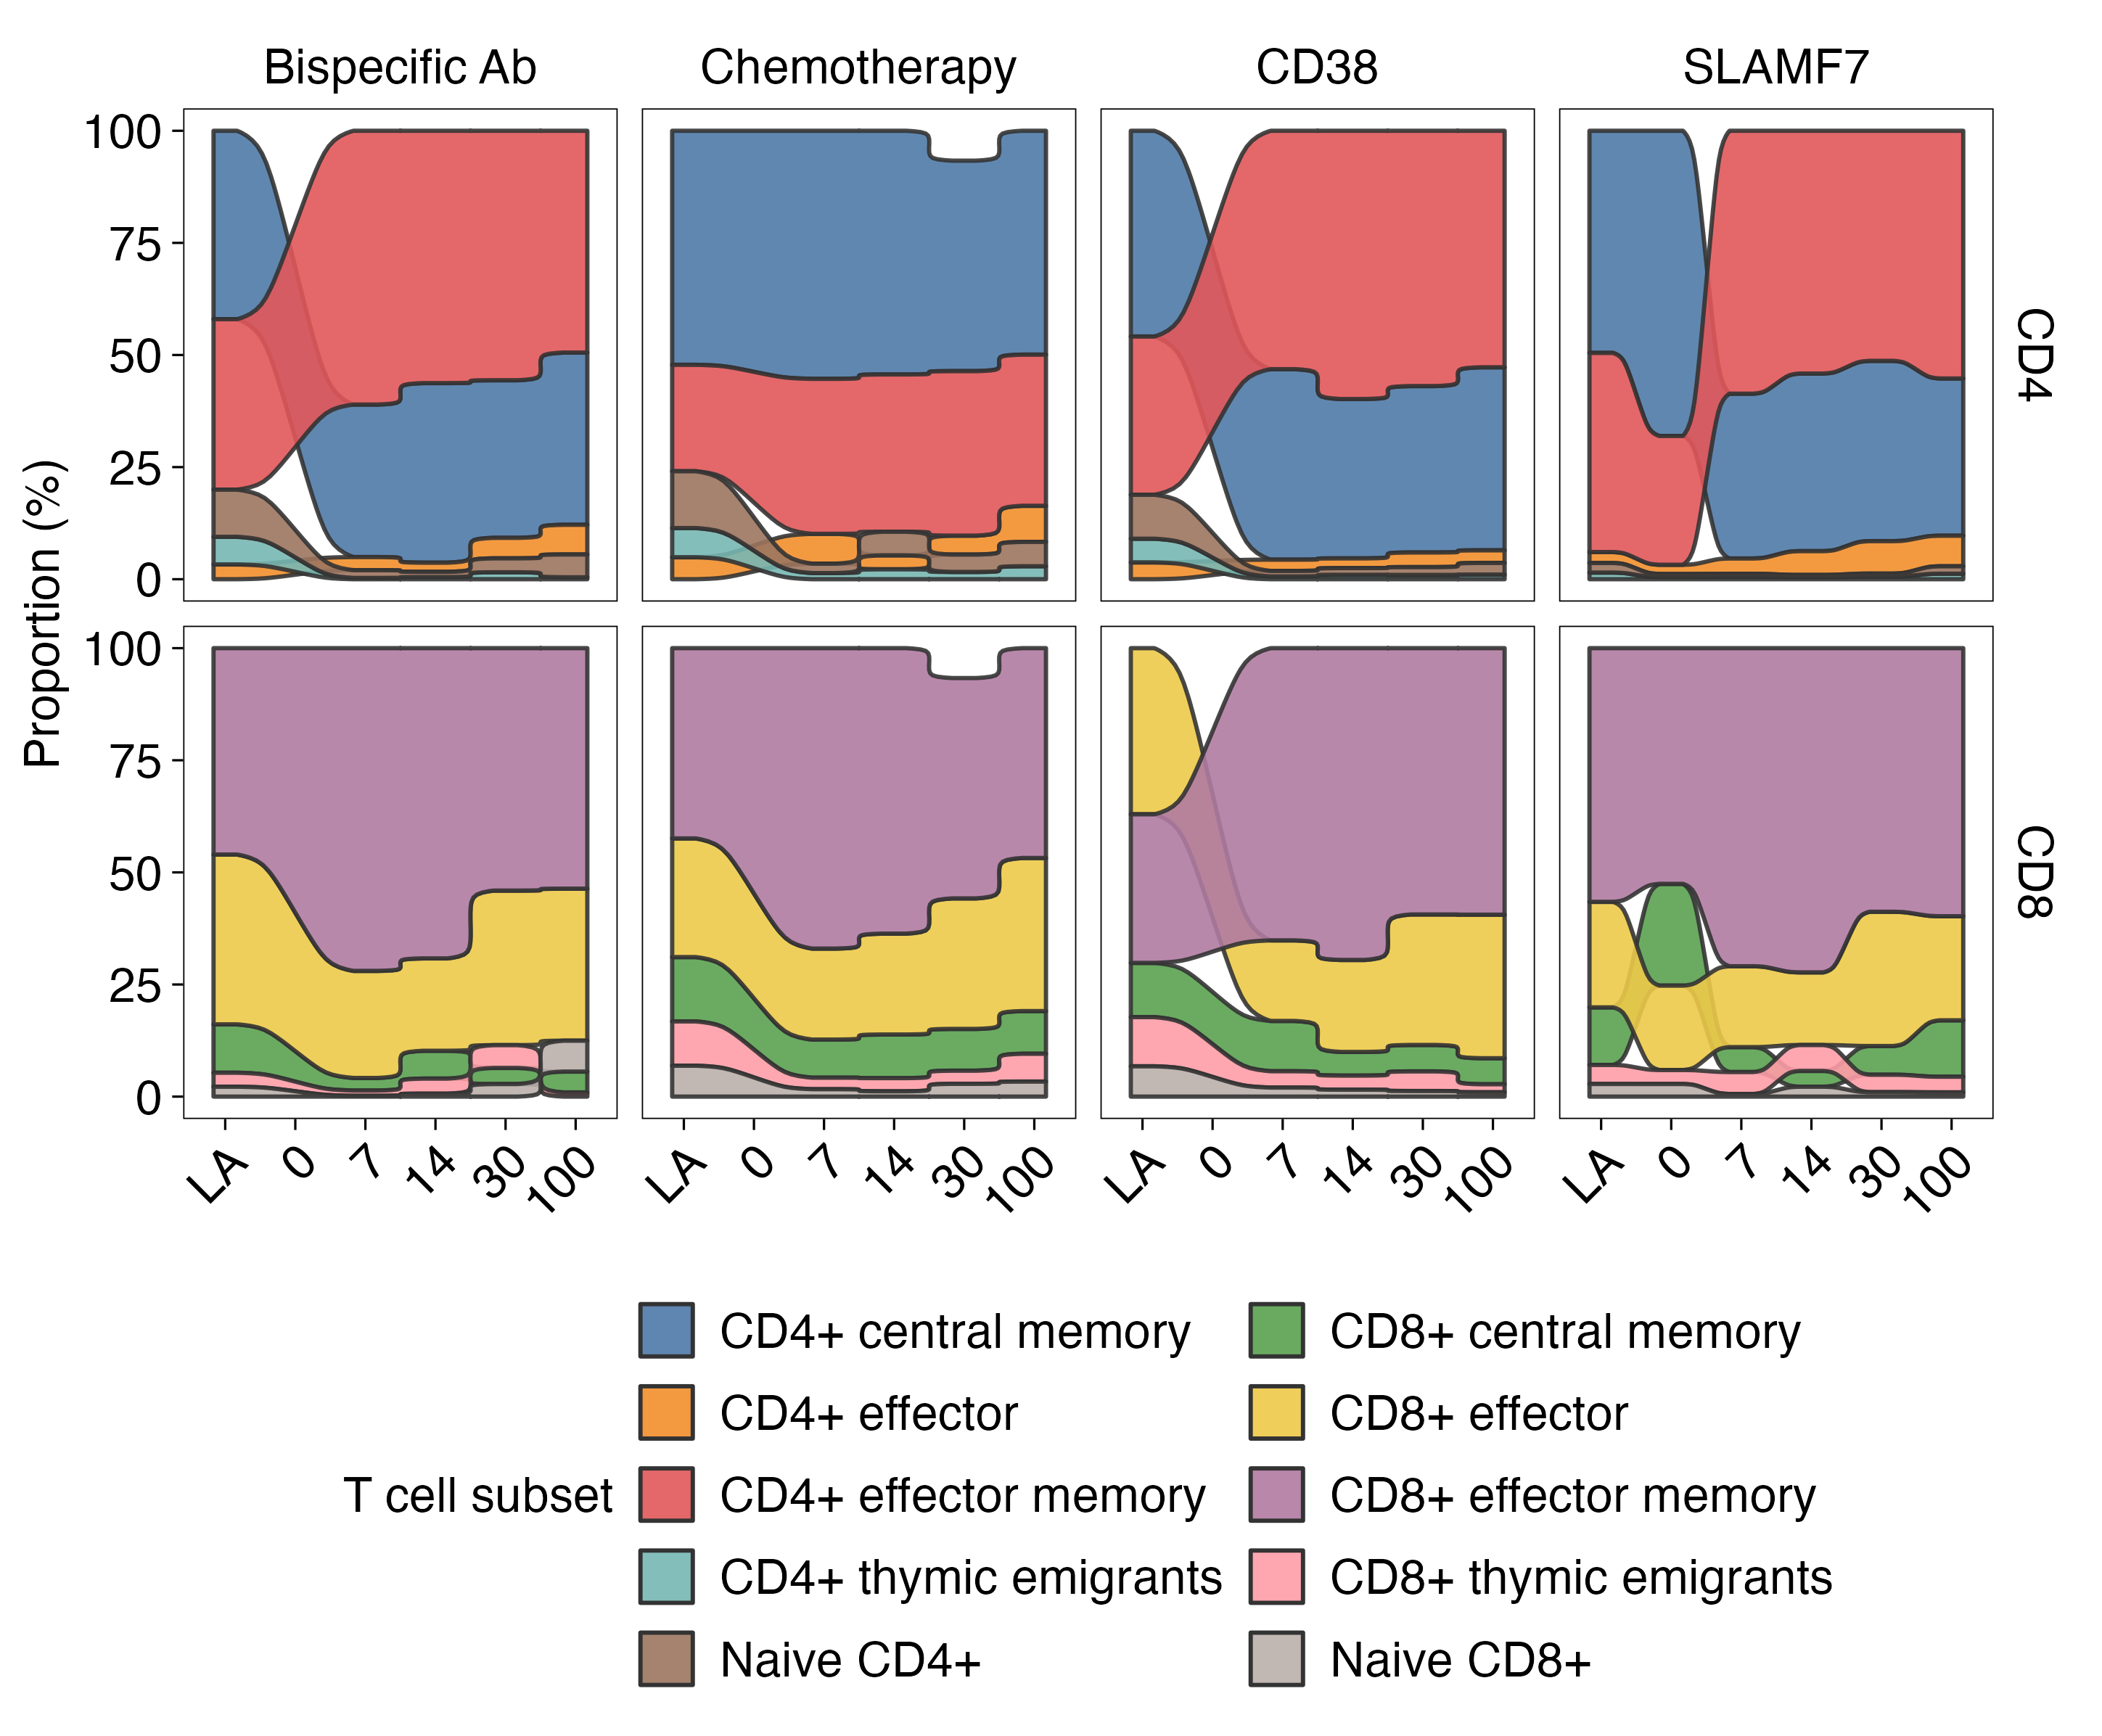 Bispecific Ab Chemotherapy CD38 SLAMF7
100
75
50
25
0
CD4
100
75
50
25
0
CD8
Proportion (%)
LA 0 7 14 30 100 LA 0 7 14 30 100 LA 0 7 14 30 100 LA 0 7 14 30 100
T cell subset
CD4+ central memory
CD4+ effector
CD4+ effector memory
CD4+ thymic emigrants
Naive CD4+
CD8+ central memory
CD8+ effector
CD8+ effector memory
CD8+ thymic emigrants
Naive CD8+